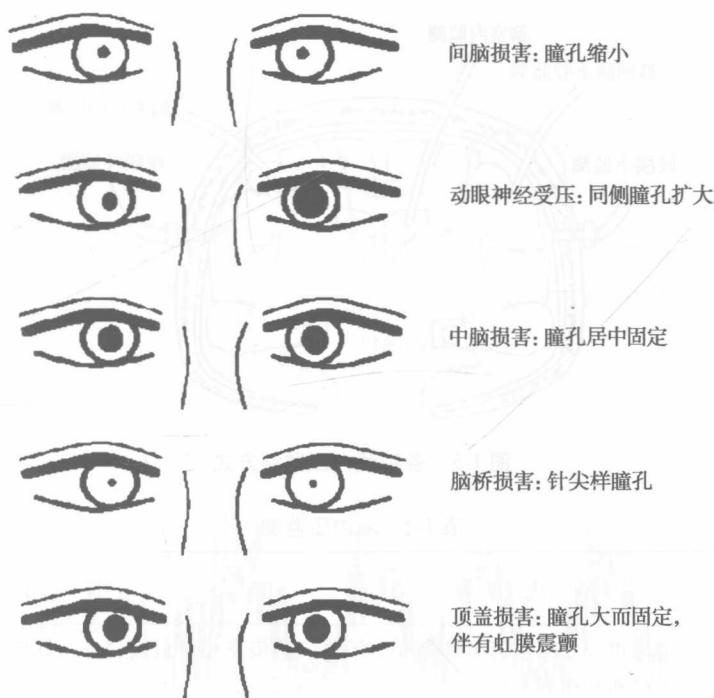 间脑损害：瞳孔缩小
动眼神经受压：同侧瞳孔扩大
中脑损害：瞳孔居中固定
脑桥损害：针尖样瞳孔
顶盖损害：瞳孔大而固定，
伴有虹膜震颤